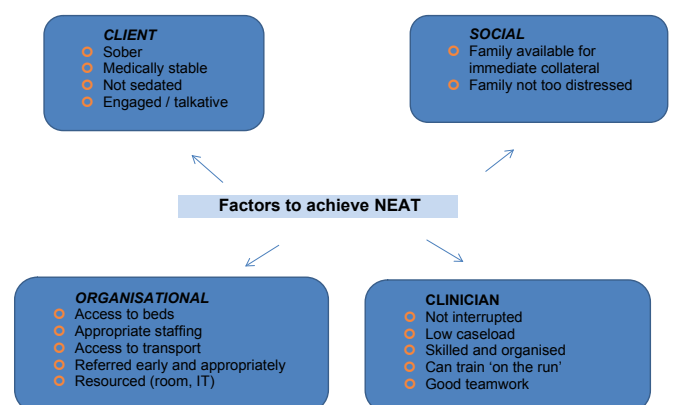 CLIENT
Sober
Medically stable
Not sedated
Engaged / talkative
SOCIAL
Family available for
immediate collateral
Family not too distressed
Factors to achieve NEAT
ORGANISATIONAL
Access to beds
Appropriate staffing
Access to transport
Referred early and appropriately
Resourced (room, IT)
CLINICIAN
Not interrupted
Low caseload
Skilled and organised
Can train ‘on the run’
Good teamwork